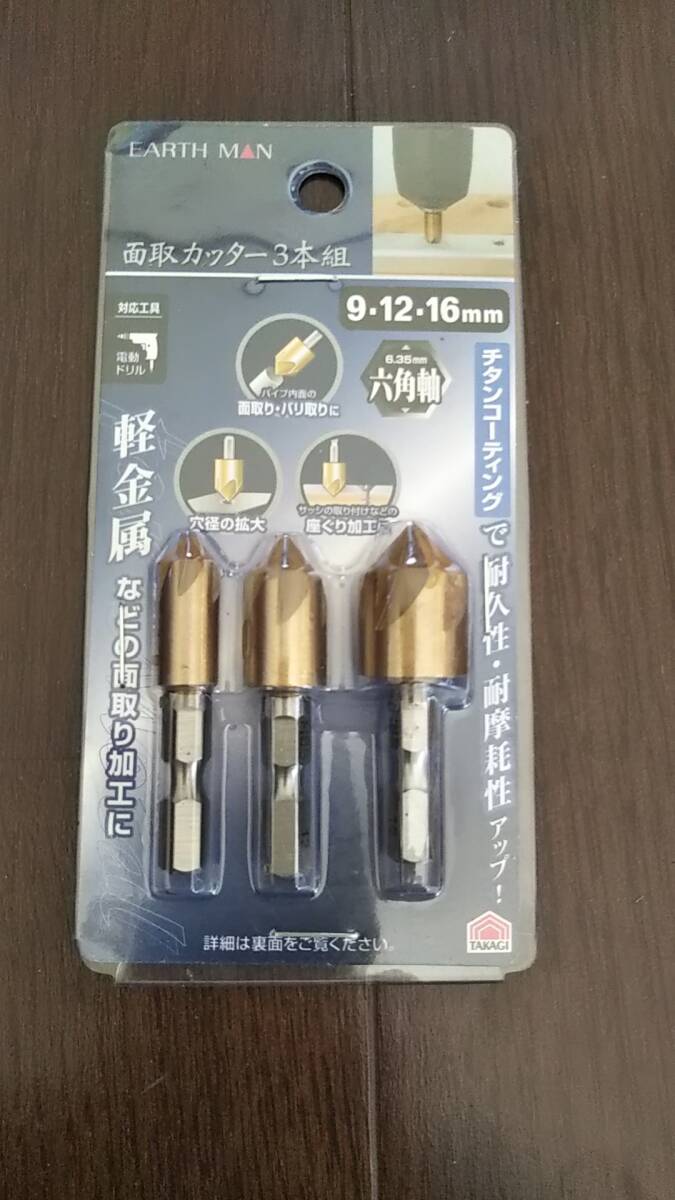 EARTH MAN
面取カッター3本組
9・12・16mm
対応工具
電動
ドリル
パイプ内面の
面取り・バリ取りに
6.35mm
六角軸
穴径の拡大
サッシの取り付けなどの
座ぐり加工に
チタンコーティングで耐久性・耐摩耗性アップ!
軽金属などの面取り加工に
詳細は裏面をご覧ください。
TAKAGI